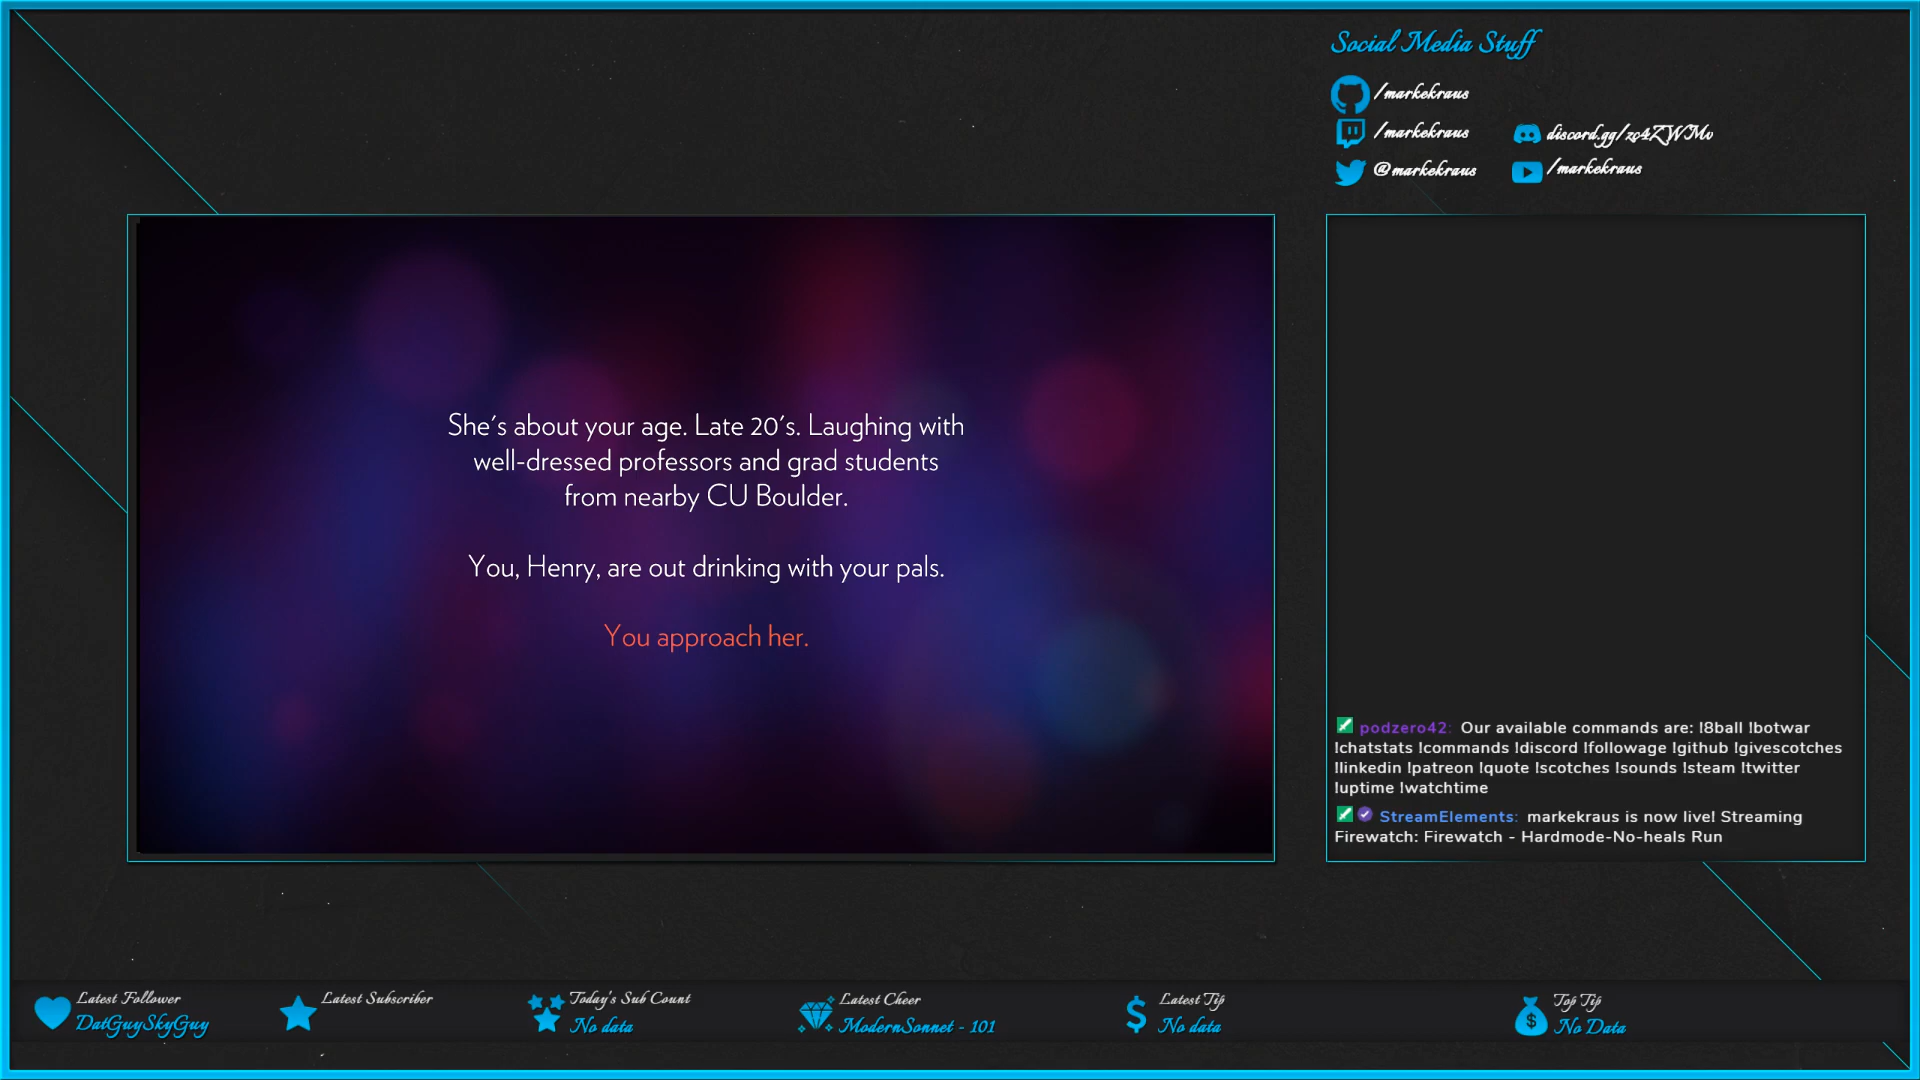 Social Media Stuff
/markekraus
/markekraus
discord.gg/zc4ZWMv
@markekraus
/markekraus
She's about your age. Late 20's. Laughing with
well-dressed professors and grad students
from nearby CU Boulder.
You, Henry, are out drinking with your pals.
You approach her.
podzero42: Our available commands are: !8ball !botwar
!chatstats !commands !discord !followage !github !givescotches
!linkedin !patreon !quote !scotches !sounds !steam !twitter
!uptime !watchtime
StreamElements: markekraus is now live! Streaming
Firewatch: Firewatch - Hardmode-No-heals Run
Latest Follower
DatGuySkyGuy
Latest Subscriber
Today's Sub Count
No data
Latest Cheer
ModernSonnet - 101
Latest Tip
No data
Top Tip
No Data